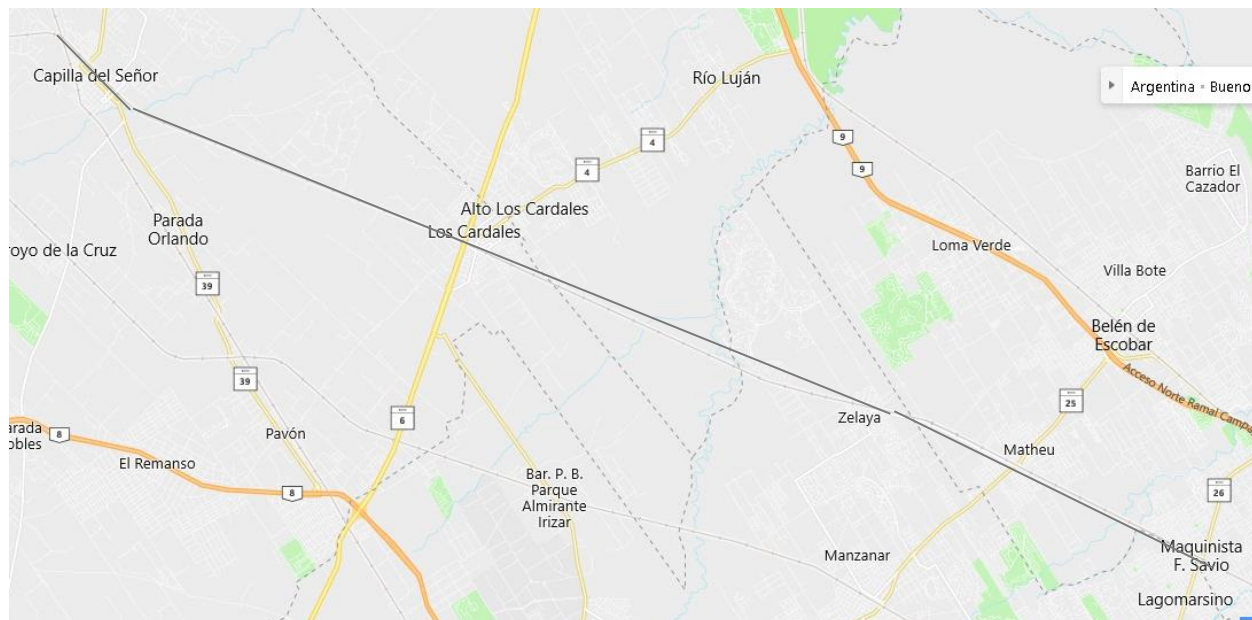 Capilla del Señor
Río Luján
Argentina • Bueno
9
4
9
4
Barrio El
Cazador
Alto Los Cardales
Parada
Orlando
Los Cardales
royo de la Cruz
Loma Verde
Villa Bote
39
Belén de
Escobar
39
Acceso Norte Ramal Campa
25
6
Zelaya
arada
obles
8
Pavón
Matheu
El Remanso
Bar. P. B.
Parque
Almirante
Irizar
8
26
Manzanar
Maquinista
F. Savio
Lagomarsino